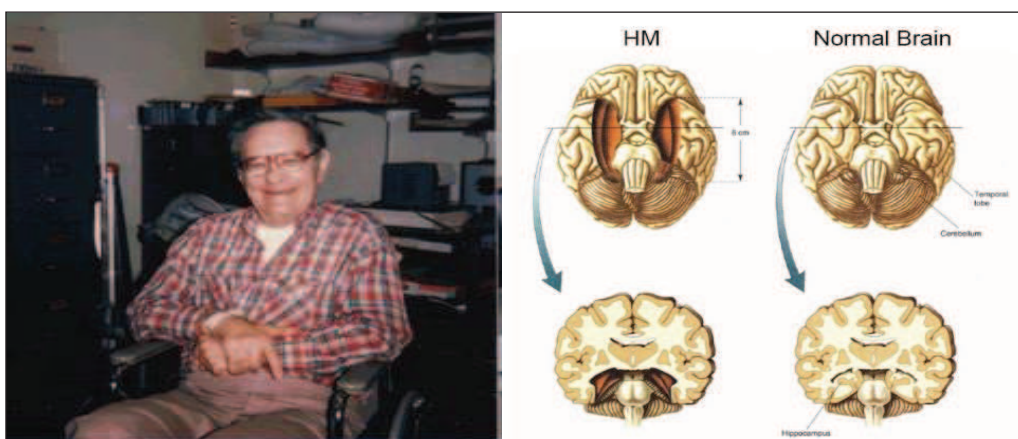 HM
Normal Brain
8 cm
Temporal
lobe
Cerebellum
Hippocampus